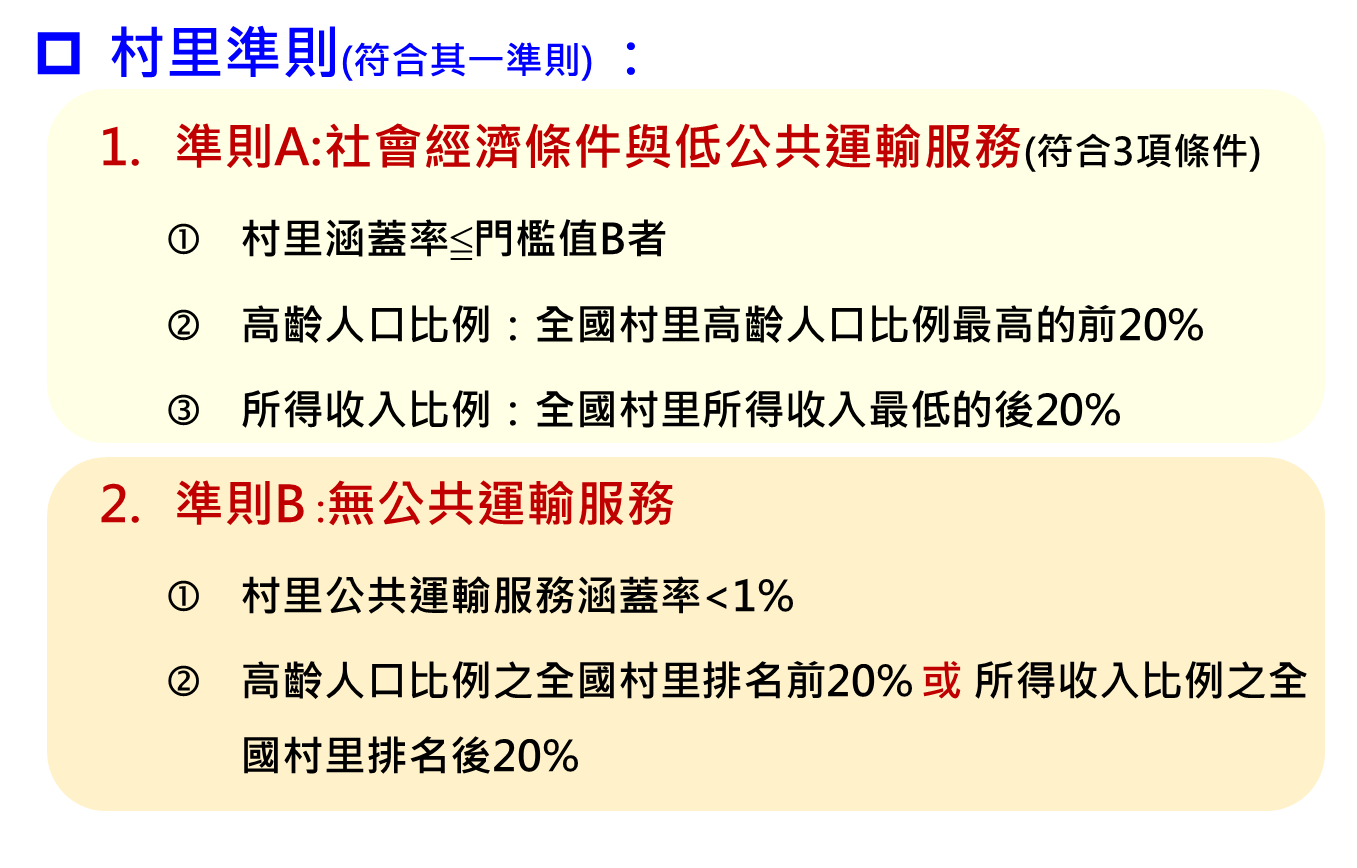 村里準則(符合其一準則) ：
1. 準則A:社會經濟條件與低公共運輸服務(符合3項條件)
① 村里涵蓋率≦門檻值B者
② 高齡人口比例：全國村里高齡人口比例最高的前20%
③ 所得收入比例：全國村里所得收入最低的後20%
2. 準則B :無公共運輸服務
① 村里公共運輸服務涵蓋率<1%
② 高齡人口比例之全國村里排名前20% 或 所得收入比例之全
國村里排名後20%